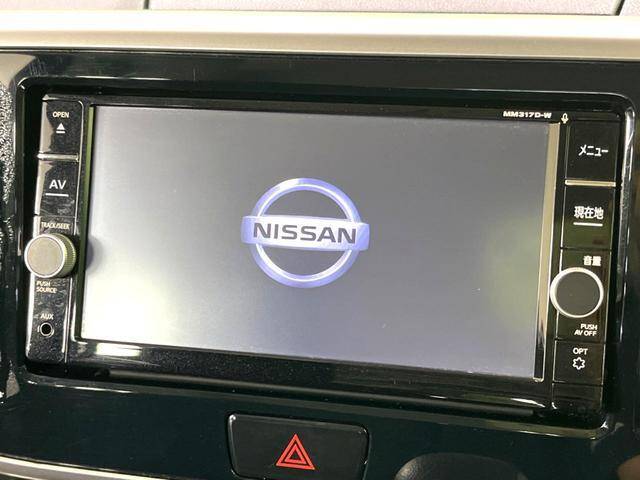 OPEN
MM317D-W
メニュー
AV
現在地
TRACK/SEEK
音量
NISSAN
PUSH
SOURCE
AUX
PUSH
AV OFF
OPT